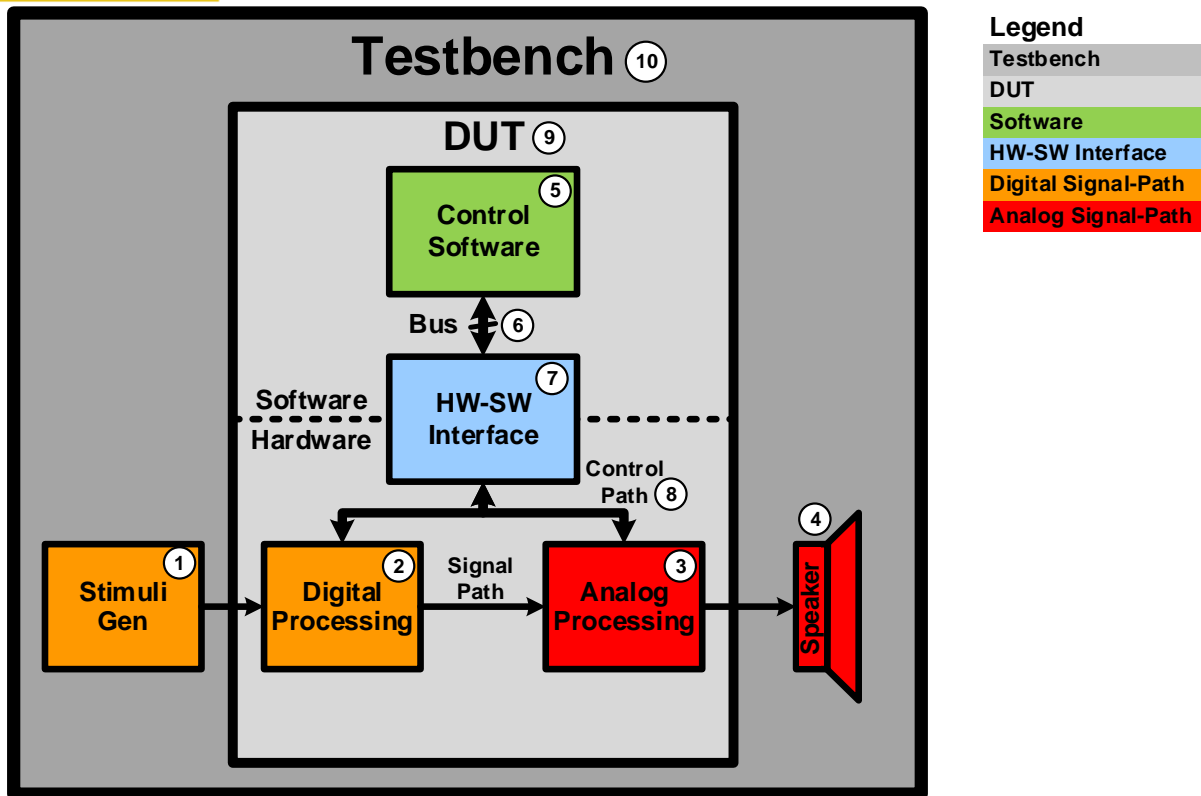 Testbench 10
DUT 9
5
Control
Software
Bus 6
7
HW-SW
Interface
Software
Hardware
Control
Path 8
1
Stimuli
Gen
2
Digital
Processing
Signal
Path
3
Analog
Processing
4
Speaker
Legend
Testbench
DUT
Software
HW-SW Interface
Digital Signal-Path
Analog Signal-Path